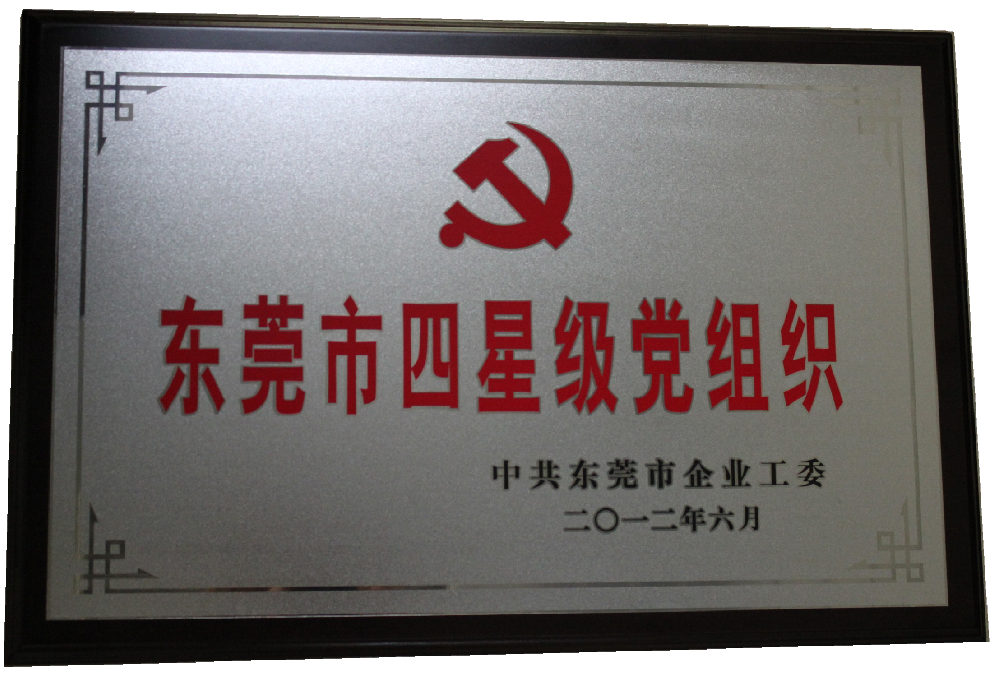 东莞市四星级党组织
中共东莞市企业工委
二〇一二年六月